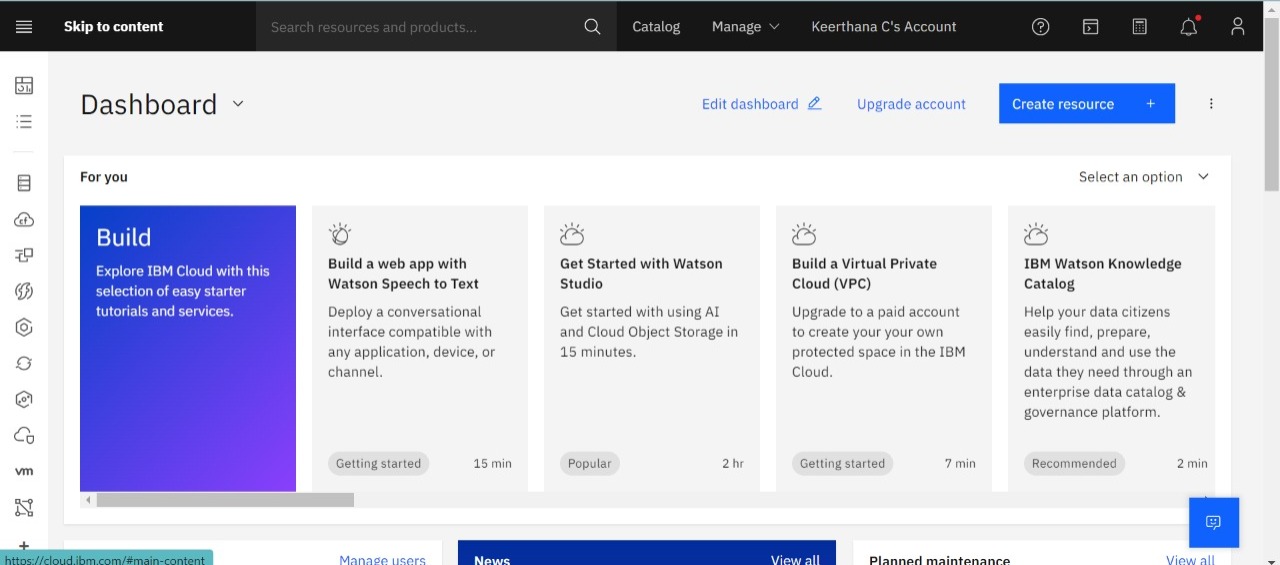 Skip to content
Search resources and products...
Catalog
Manage
Keerthana C's Account
Dashboard
Edit dashboard
Upgrade account
Create resource +
For you
Select an option
Build
Explore IBM Cloud with this
selection of easy starter
tutorials and services.
Build a web app with
Watson Speech to Text
Deploy a conversational
interface compatible with
any application, device, or
channel.
Getting started
15 min
Get Started with Watson
Studio
Get started with using AI
and Cloud Object Storage in
15 minutes.
Popular
2 hr
Build a Virtual Private
Cloud (VPC)
Upgrade to a paid account
to create your your own
protected space in the IBM
Cloud.
Getting started
7 min
IBM Watson Knowledge
Catalog
Help your data citizens
easily find, prepare,
understand and use the
data they need through an
enterprise data catalog &
governance platform.
Recommended
2 min
cf
vm
Manage users
News
View all
Planned maintenance
View all
https://cloud.ibm.com/#main-content